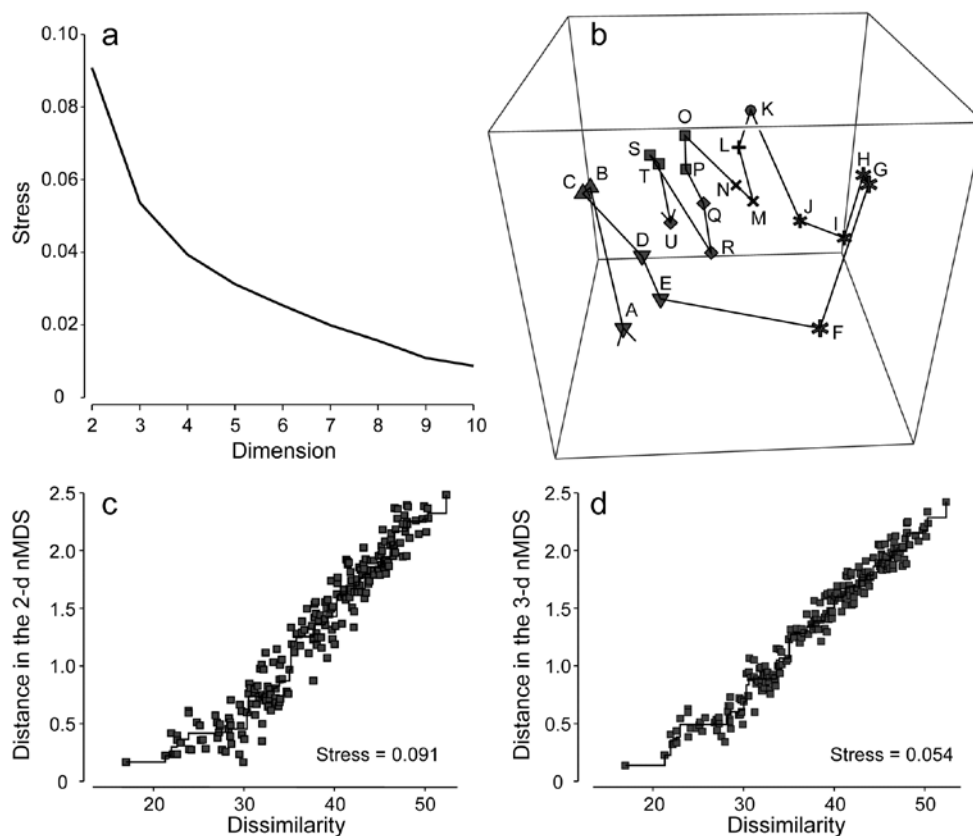 a
0.10
0.08
0.06
0.04
0.02
0
Stress
2 3 4 5 6 7 8 9 10
Dimension
b
K
O
L
S
P
H
B
T
G
C
N
M
J
Q
I
U
D
R
E
A
F
c
2.5
2.0
1.5
1.0
0.5
0
Distance in the 2-d nMDS
Stress = 0.091
20 30 40 50
Dissimilarity
d
2.5
2.0
1.5
1.0
0.5
0
Distance in the 3-d nMDS
Stress = 0.054
20 30 40 50
Dissimilarity